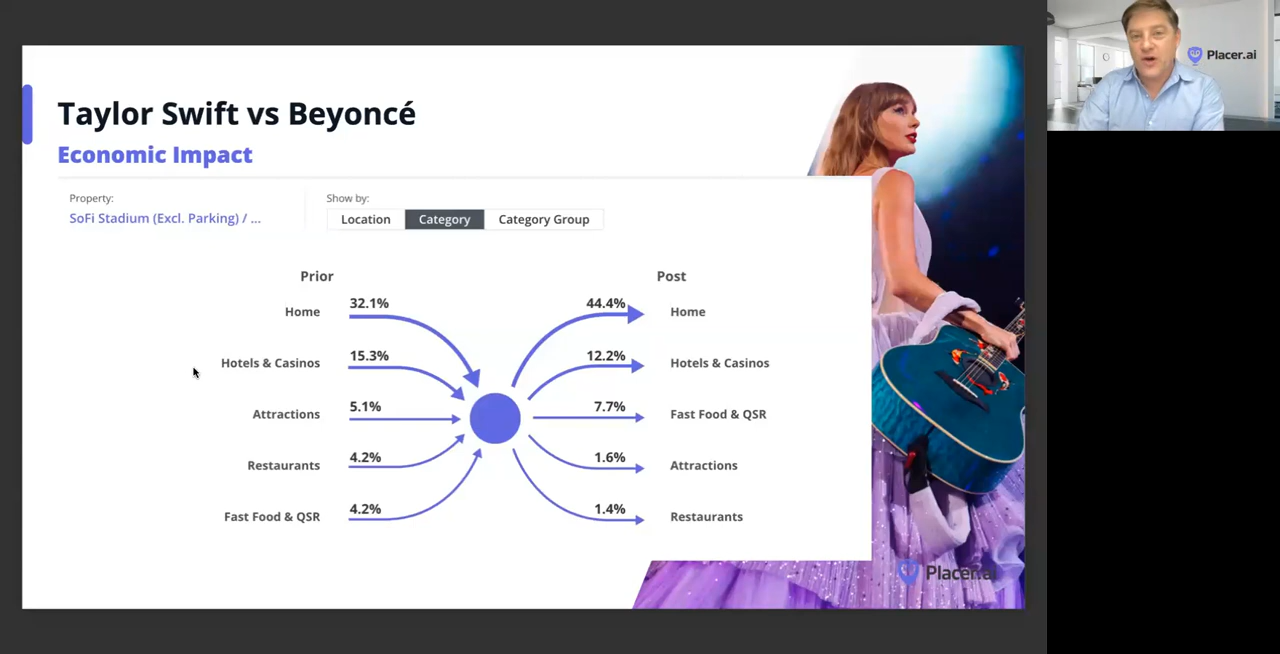 Taylor Swift vs Beyoncé
Economic Impact
Property:
SoFi Stadium (Excl. Parking) / ...
Show by:
Location
Category
Category Group
Prior
Post
Home
32.1%
44.4%
Home
Hotels & Casinos
15.3%
12.2%
Hotels & Casinos
Attractions
5.1%
7.7%
Fast Food & QSR
Restaurants
4.2%
1.6%
Attractions
Fast Food & QSR
4.2%
1.4%
Restaurants
Placer.ai
Placer.ai